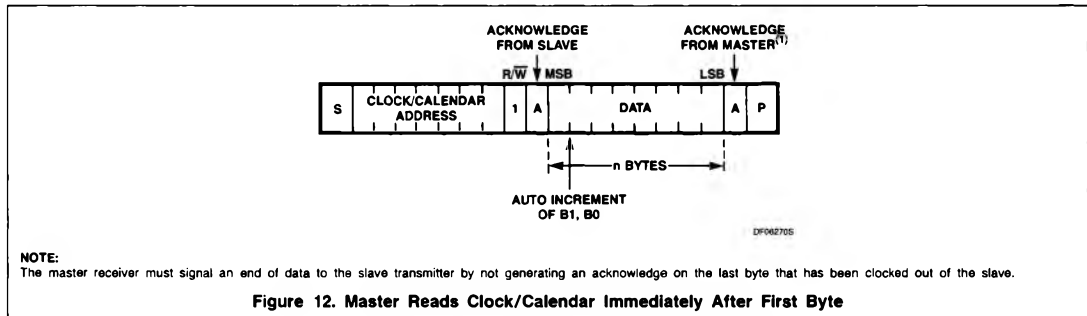 ACKNOWLEDGE
FROM SLAVE
ACKNOWLEDGE
FROM MASTER(1)
R/W̅ MSB LSB
S CLOCK/CALENDAR ADDRESS 1 A DATA A P
n BYTES
AUTO INCREMENT
OF B1, B0
DF06270S
NOTE:
The master receiver must signal an end of data to the slave transmitter by not generating an acknowledge on the last byte that has been clocked out of the slave.
Figure 12. Master Reads Clock/Calendar Immediately After First Byte